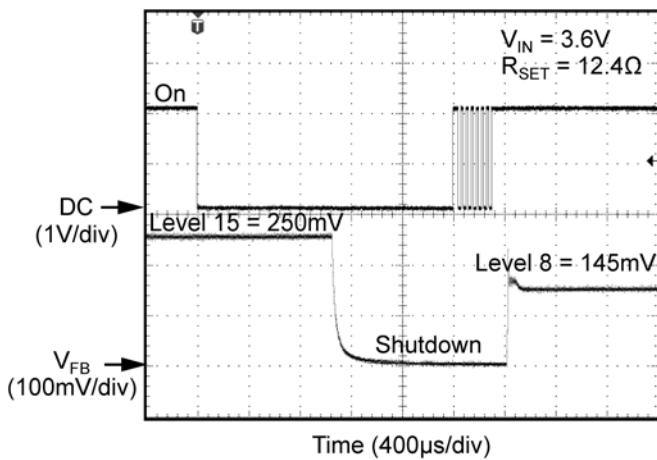 T
V_IN = 3.6V
R_SET = 12.4Ω
On
DC
(1V/div)
Level 15 = 250mV
Level 8 = 145mV
Shutdown
V_FB
(100mV/div)
Time (400µs/div)